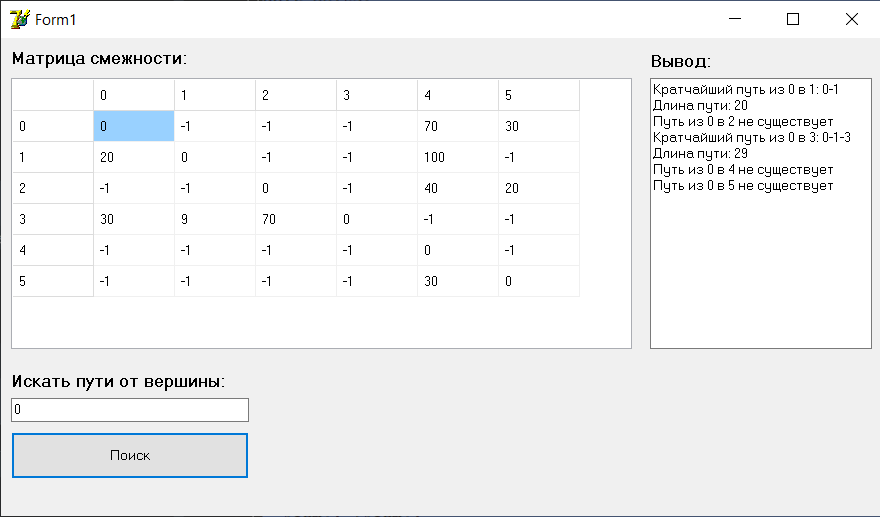 Form1
Матрица смежности:
0 1 2 3 4 5
0 0 -1 -1 -1 70 30
1 20 0 -1 -1 100 -1
2 -1 -1 0 -1 40 20
3 30 9 70 0 -1 -1
4 -1 -1 -1 -1 0 -1
5 -1 -1 -1 -1 30 0
Вывод:
Кратчайший путь из 0 в 1: 0-1
Длина пути: 20
Путь из 0 в 2 не существует
Кратчайший путь из 0 в 3: 0-1-3
Длина пути: 29
Путь из 0 в 4 не существует
Путь из 0 в 5 не существует
Искать пути от вершины:
0
Поиск